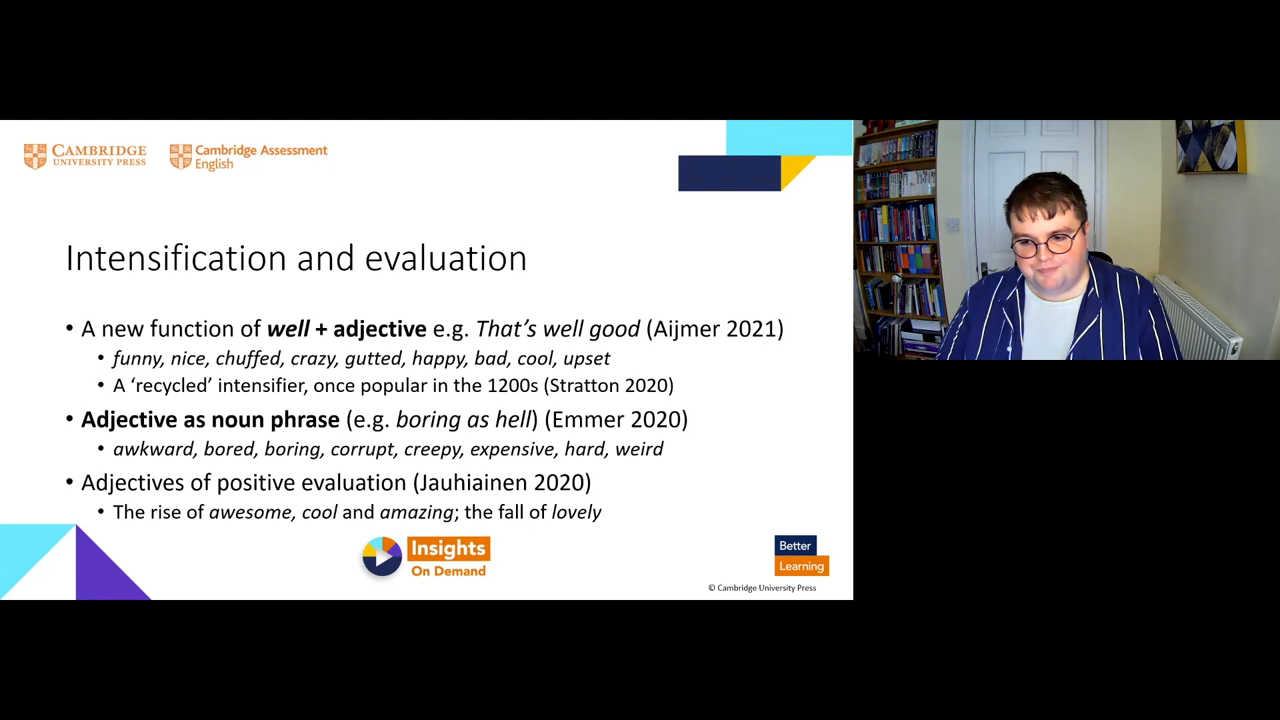 CAMBRIDGE
UNIVERSITY PRESS
Cambridge Assessment
English
Intensification and evaluation
• A new function of well + adjective e.g. That’s well good (Aijmer 2021)
• funny, nice, chuffed, crazy, gutted, happy, bad, cool, upset
• A ‘recycled’ intensifier, once popular in the 1200s (Stratton 2020)
• Adjective as noun phrase (e.g. boring as hell) (Emmer 2020)
• awkward, bored, boring, corrupt, creepy, expensive, hard, weird
• Adjectives of positive evaluation (Jauhiainen 2020)
• The rise of awesome, cool and amazing; the fall of lovely
Insights
On Demand
Better
Learning
© Cambridge University Press